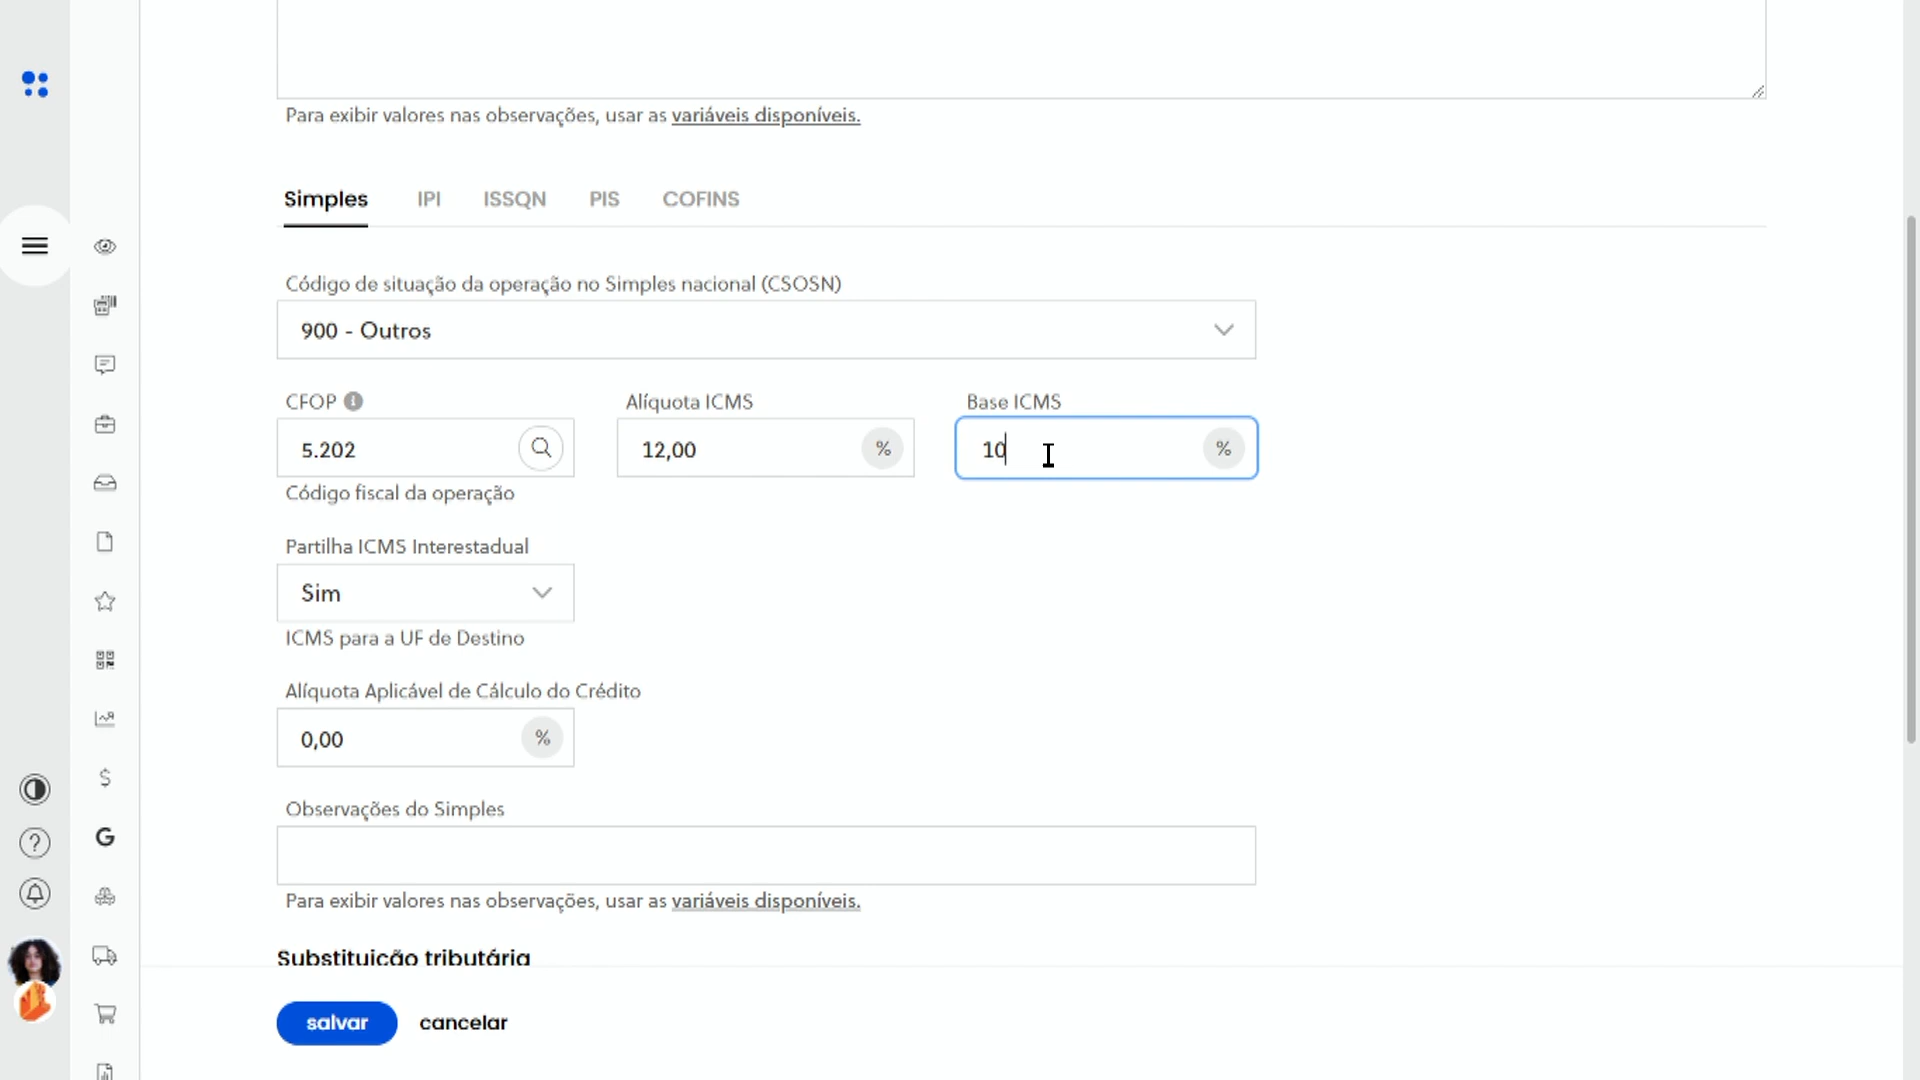 Para exibir valores nas observações, usar as variáveis disponíveis.
Simples IPI ISSQN PIS COFINS
Código de situação da operação no Simples nacional (CSOSN)
900 - Outros
CFOP Alíquota ICMS Base ICMS
5.202 12,00 % 10 %
Código fiscal da operação
Partilha ICMS Interestadual
Sim
ICMS para a UF de Destino
Alíquota Aplicável de Cálculo do Crédito
0,00 %
Observações do Simples
Para exibir valores nas observações, usar as variáveis disponíveis.
Substituição tributária
salvar cancelar